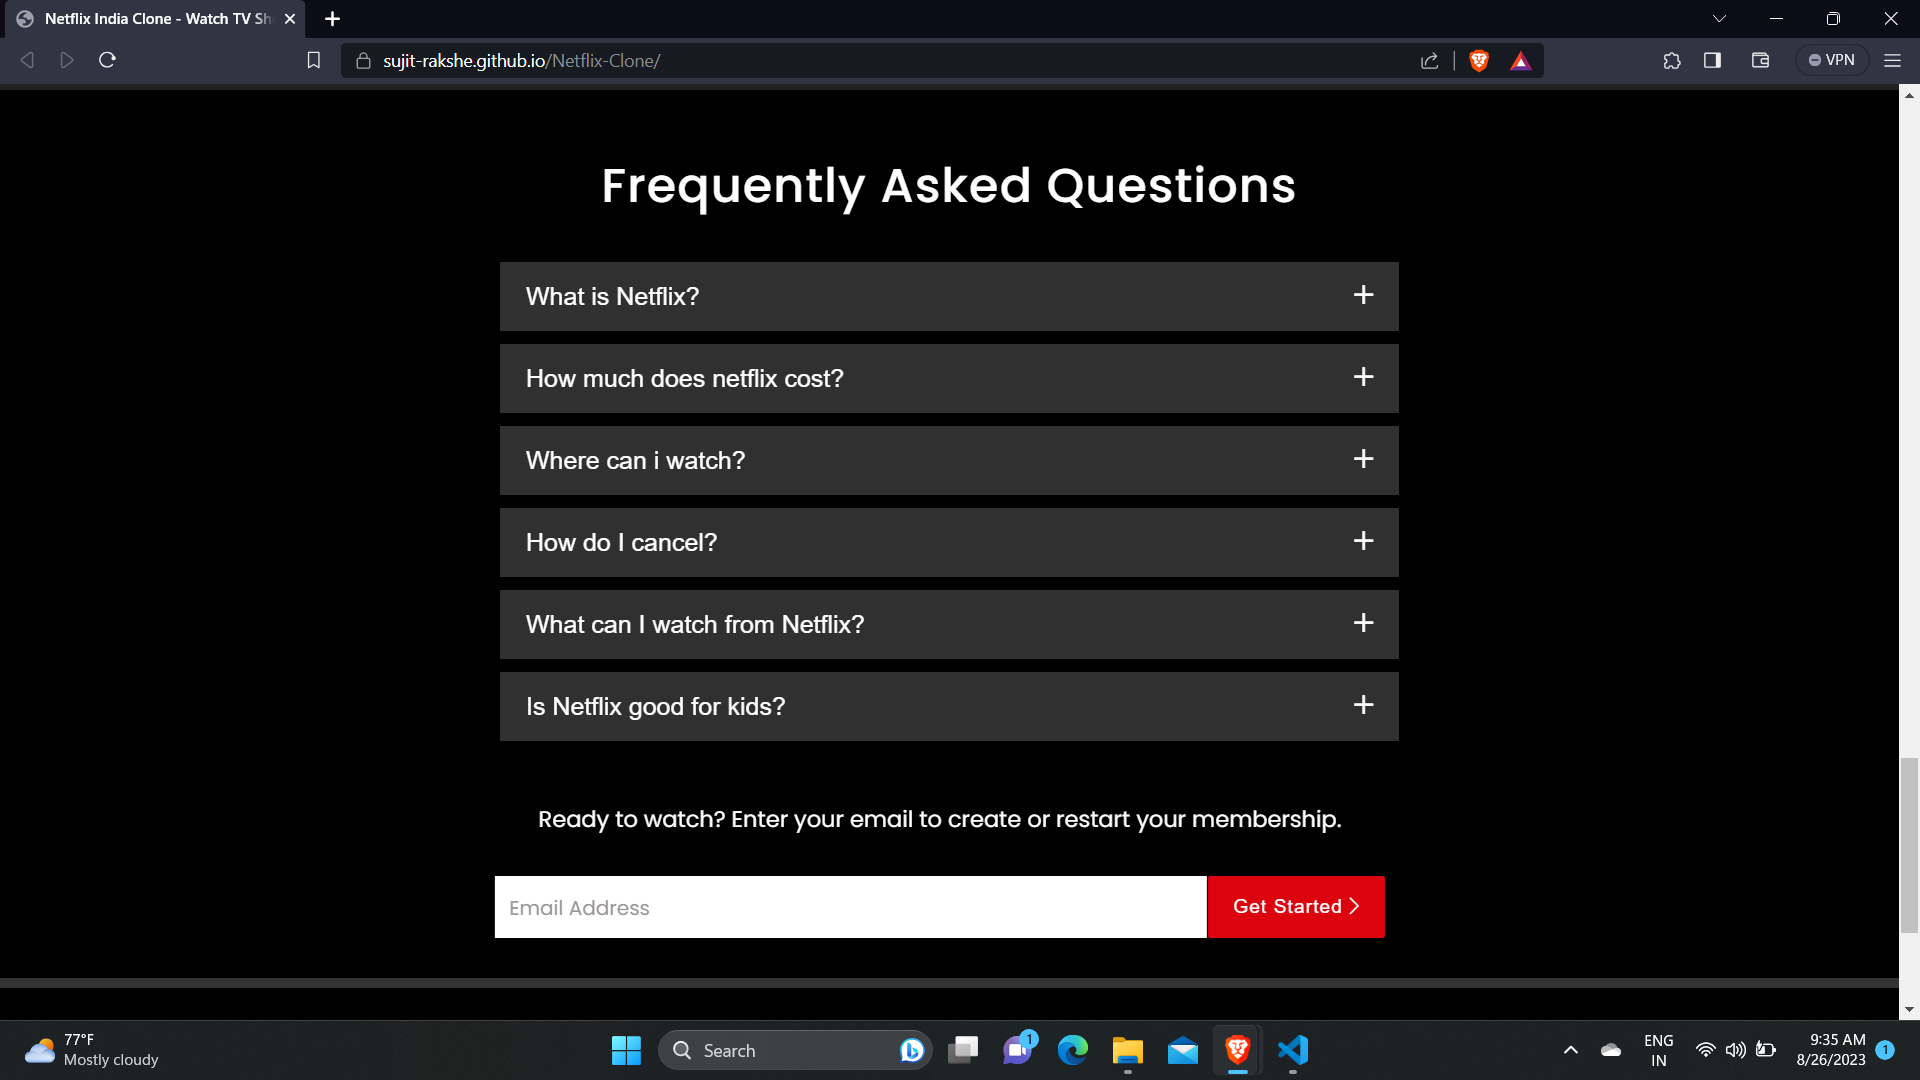 Netflix India Clone - Watch TV Sh
sujit-rakshe.github.io/Netflix-Clone/
VPN
Frequently Asked Questions
What is Netflix?
+
How much does netflix cost?
+
Where can i watch?
+
How do I cancel?
+
What can I watch from Netflix?
+
Is Netflix good for kids?
+
Ready to watch? Enter your email to create or restart your membership.
Email Address
Get Started >
77°F
Mostly cloudy
Search
1
ENG
IN
9:35 AM
8/26/2023
1